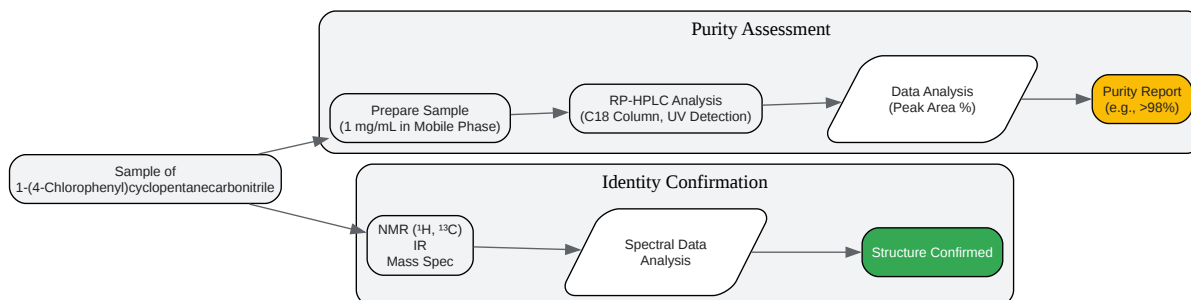 Purity Assessment
Prepare Sample
(1 mg/mL in Mobile Phase)
RP-HPLC Analysis
(C18 Column, UV Detection)
Data Analysis
(Peak Area %)
Purity Report
(e.g., >98%)
Sample of
1-(4-Chlorophenyl)cyclopentanecarbonitrile
Identity Confirmation
NMR (¹H, ¹³C)
IR
Mass Spec
Spectral Data
Analysis
Structure Confirmed